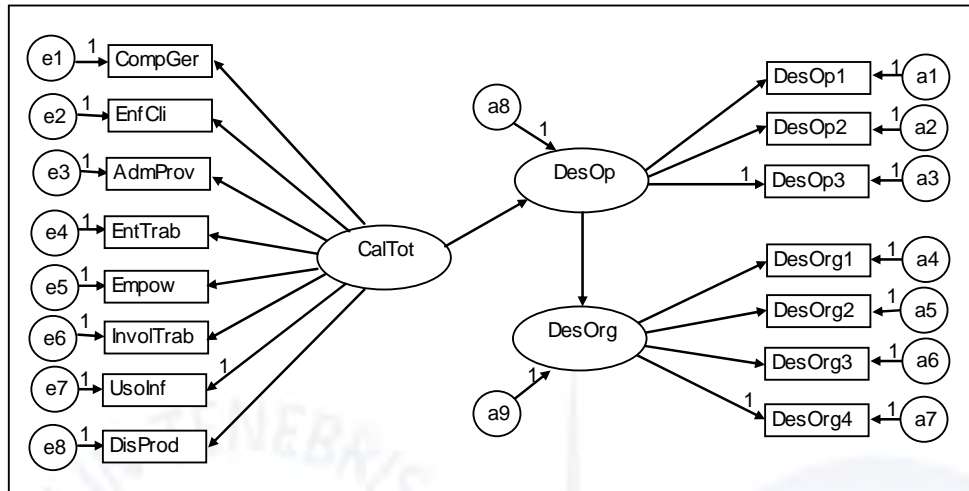 e1 1 CompGer
e2 1 EnfCli
e3 1 AdmProv
e4 1 EntTrab
e5 1 Empow
e6 1 InvolTrab
e7 1 UsoInf 1
e8 1 DisProd
CalTot
a8 1
DesOp
DesOp1 1 a1
DesOp2 1 a2
1 DesOp3 1 a3
DesOrg
a9 1
DesOrg1 1 a4
DesOrg2 1 a5
DesOrg3 1 a6
1 DesOrg4 1 a7
TENEBRIS